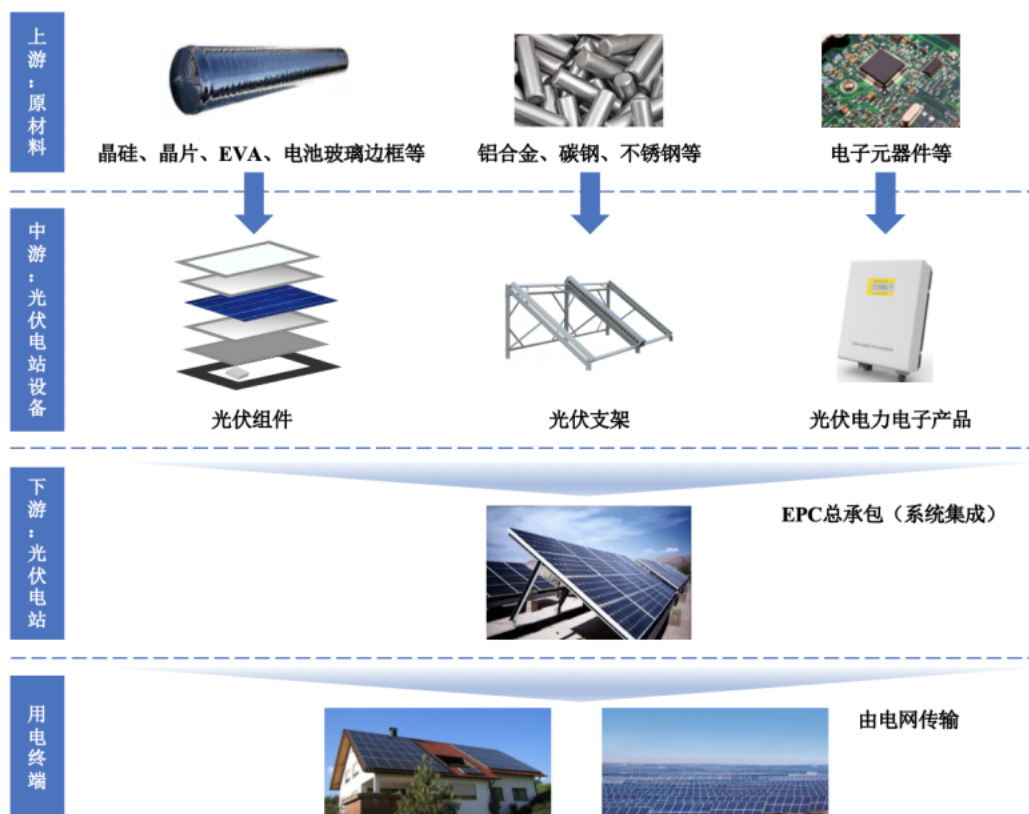 上游：原材料
晶硅、晶片、EVA、电池玻璃边框等
铝合金、碳钢、不锈钢等
电子元器件等
中游：光伏电站设备
光伏组件
光伏支架
光伏电力电子产品
下游：光伏电站
EPC总承包（系统集成）
用电终端
由电网传输